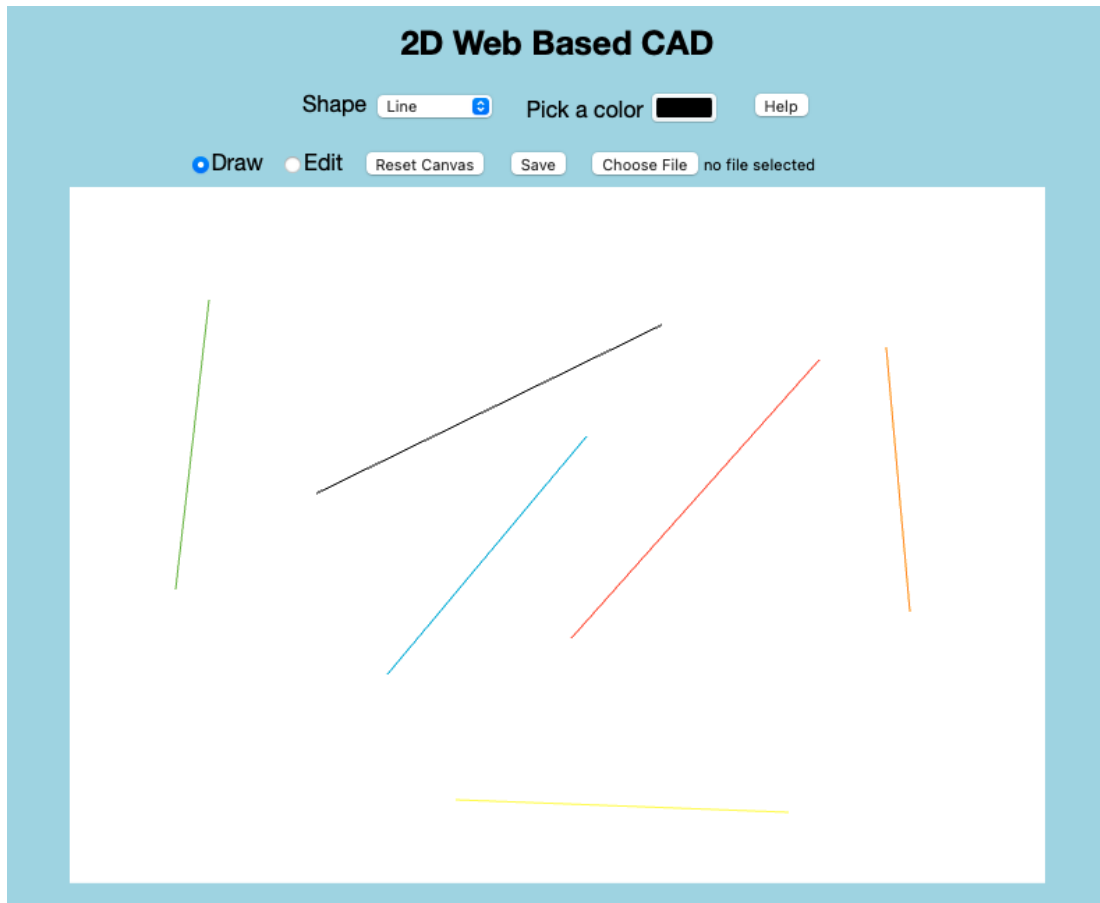 2D Web Based CAD
Shape Line Pick a color Help
Draw Edit Reset Canvas Save Choose File no file selected